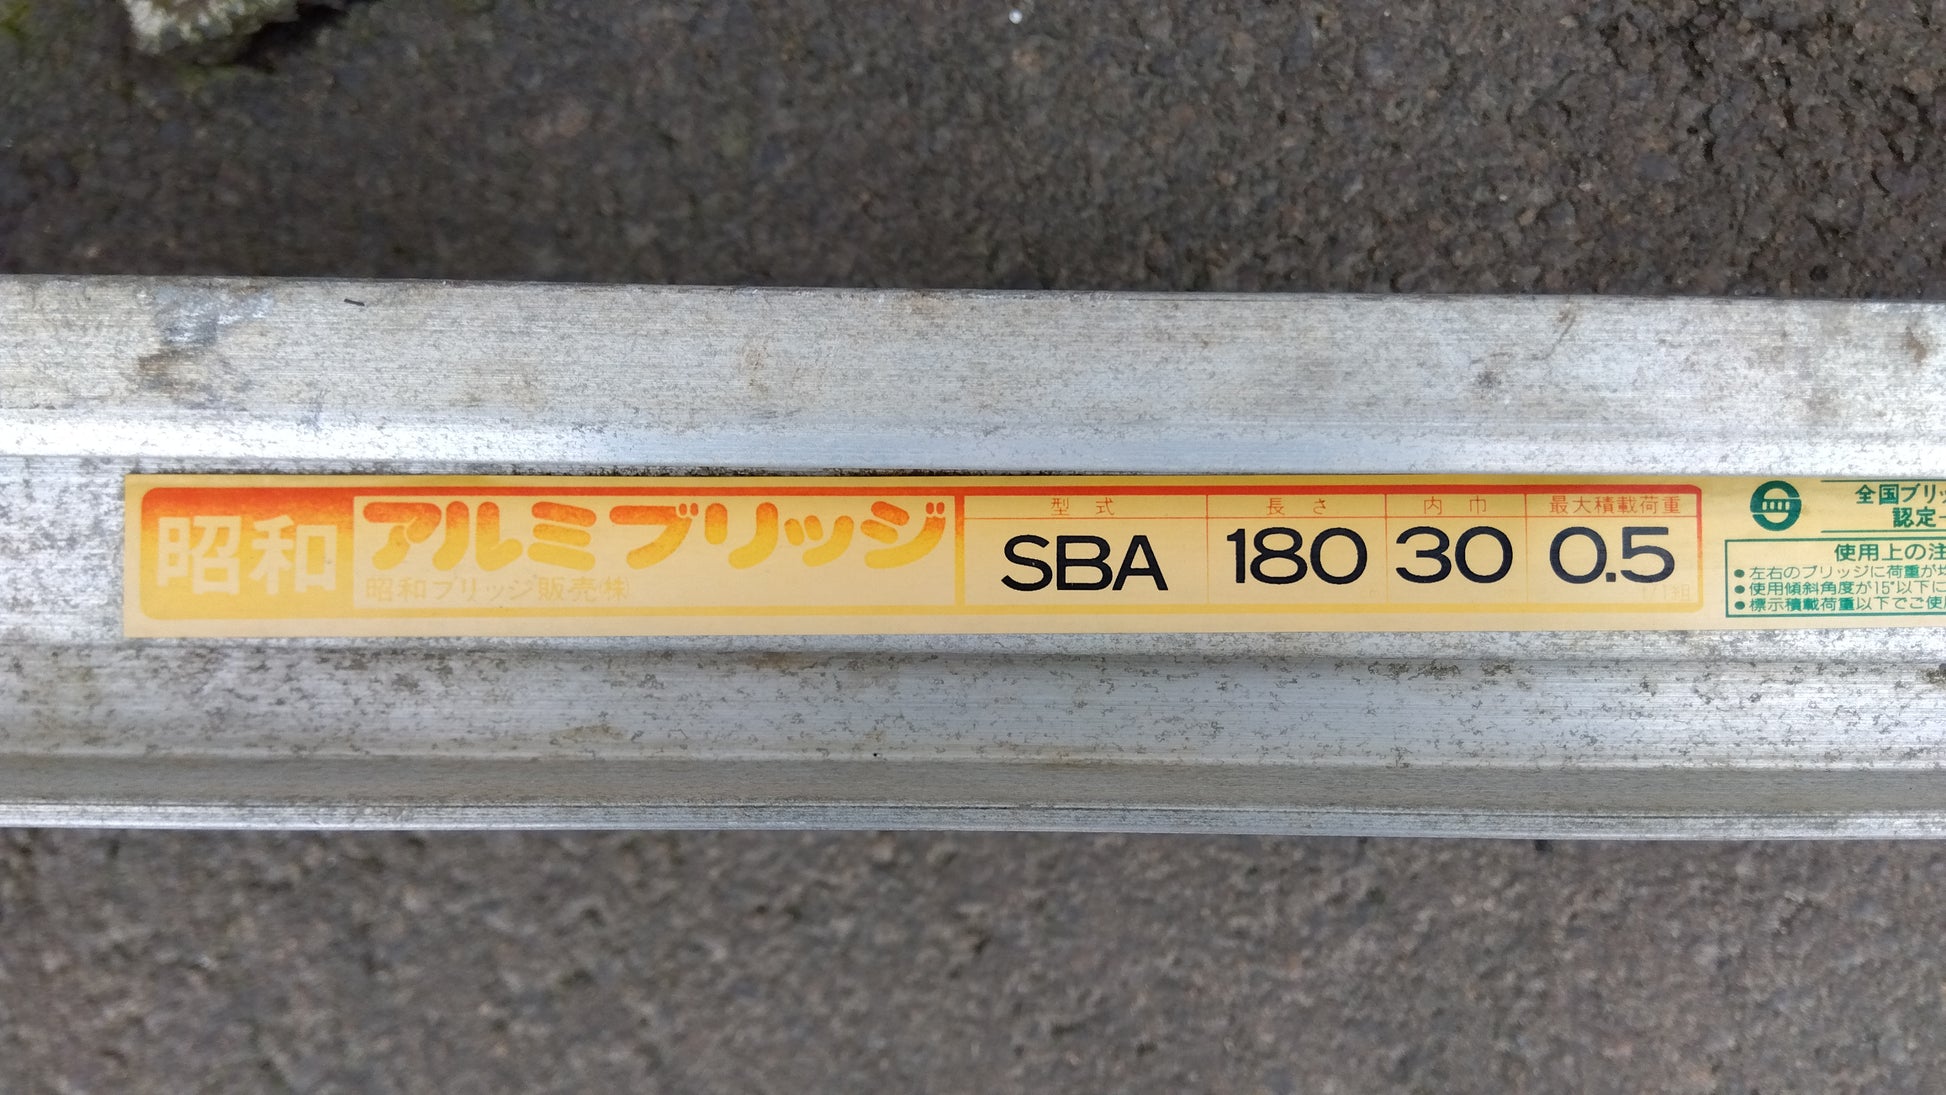 昭和
アルミブリッジ
昭和ブリッジ販売㈱
型式 長さ 内巾 最大積載荷重
SBA 180 30 0.5
t/1組
全国ブリッ
認定
使用上の注
●左右のブリッジに荷重が
●使用傾斜角度が15°以下に
●標示積載荷重以下でご使